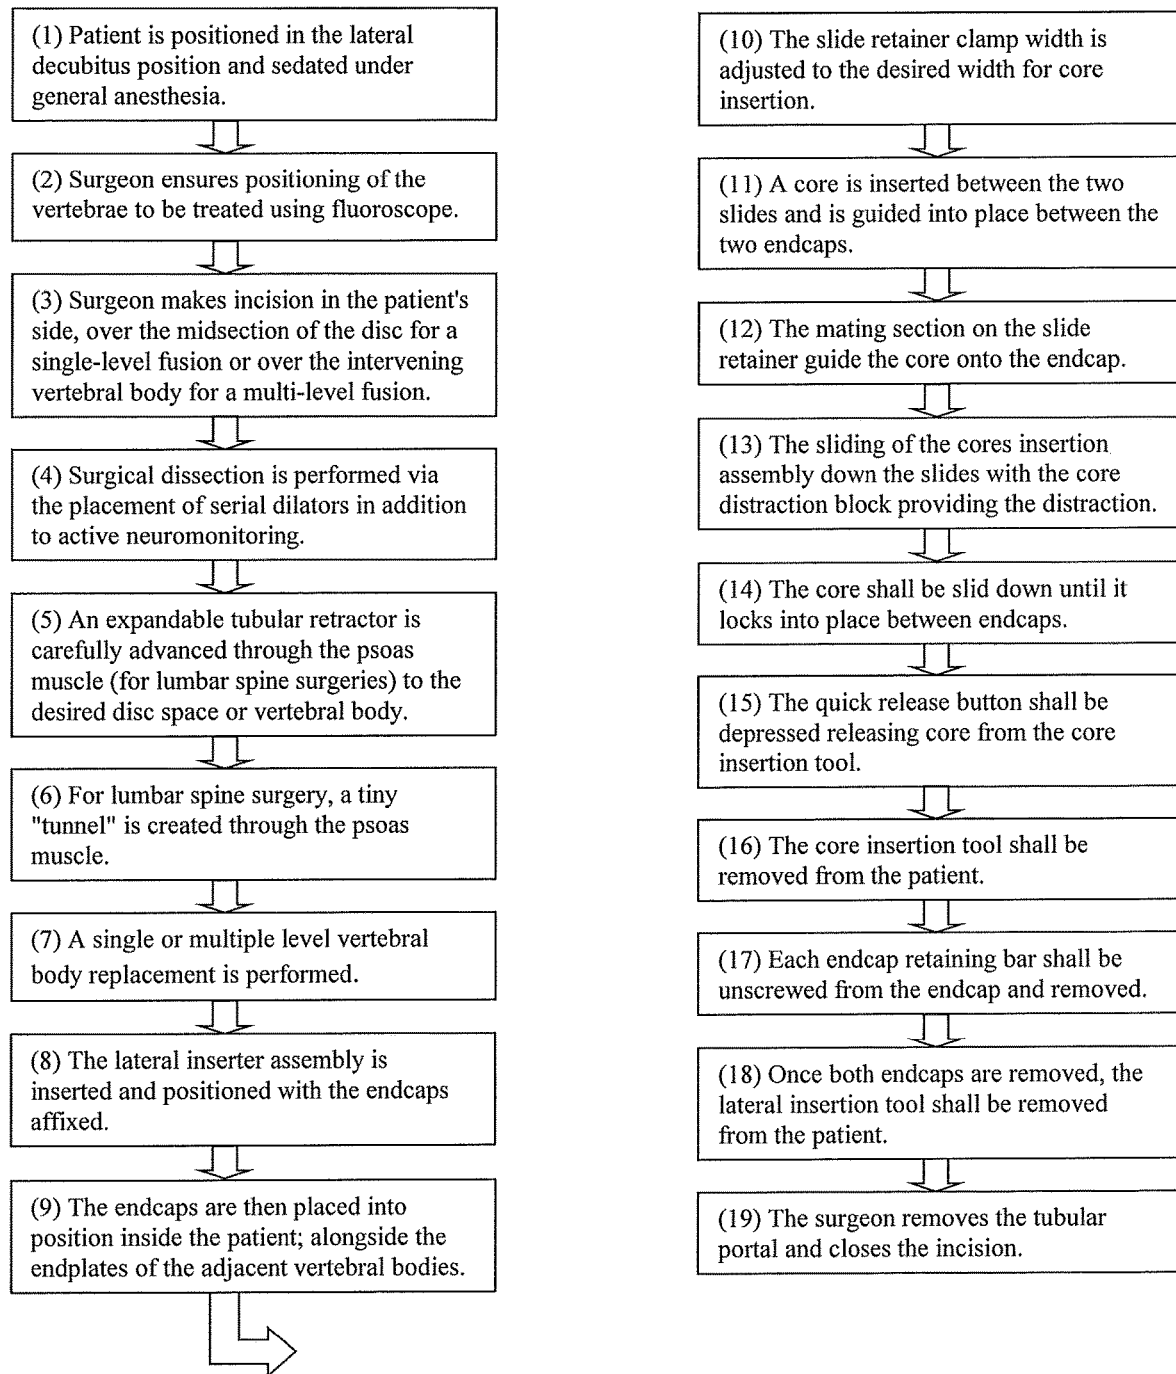 (1) Patient is positioned in the lateral
decubitus position and sedated under
general anesthesia.
(2) Surgeon ensures positioning of the
vertebrae to be treated using fluoroscope.
(3) Surgeon makes incision in the patient's
side, over the midsection of the disc for a
single-level fusion or over the intervening
vertebral body for a multi-level fusion.
(4) Surgical dissection is performed via
the placement of serial dilators in addition
to active neuromonitoring.
(5) An expandable tubular retractor is
carefully advanced through the psoas
muscle (for lumbar spine surgeries) to the
desired disc space or vertebral body.
(6) For lumbar spine surgery, a tiny
"tunnel" is created through the psoas
muscle.
(7) A single or multiple level vertebral
body replacement is performed.
(8) The lateral inserter assembly is
inserted and positioned with the endcaps
affixed.
(9) The endcaps are then placed into
position inside the patient; alongside the
endplates of the adjacent vertebral bodies.
(10) The slide retainer clamp width is
adjusted to the desired width for core
insertion.
(11) A core is inserted between the two
slides and is guided into place between the
two endcaps.
(12) The mating section on the slide
retainer guide the core onto the endcap.
(13) The sliding of the cores insertion
assembly down the slides with the core
distraction block providing the distraction.
(14) The core shall be slid down until it
locks into place between endcaps.
(15) The quick release button shall be
depressed releasing core from the core
insertion tool.
(16) The core insertion tool shall be
removed from the patient.
(17) Each endcap retaining bar shall be
unscrewed from the endcap and removed.
(18) Once both endcaps are removed, the
lateral insertion tool shall be removed
from the patient.
(19) The surgeon removes the tubular
portal and closes the incision.